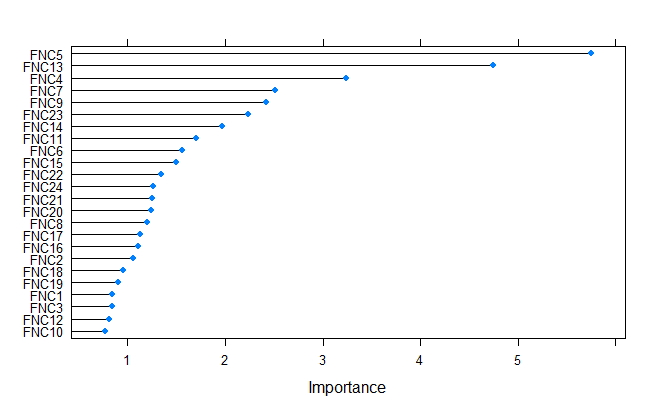 FNC5
FNC13
FNC4
FNC7
FNC9
FNC23
FNC14
FNC11
FNC6
FNC15
FNC22
FNC24
FNC21
FNC20
FNC8
FNC17
FNC16
FNC2
FNC18
FNC19
FNC1
FNC3
FNC12
FNC10
1 2 3 4 5
Importance